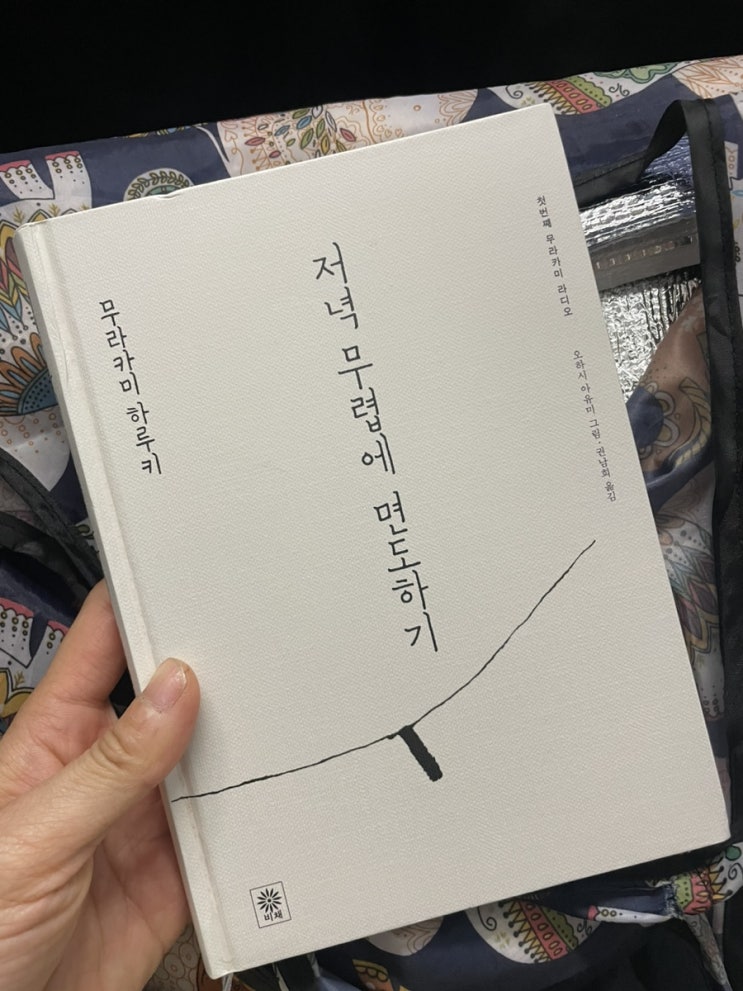 저녁 무렵에 면도하기
무라카미 하루키
첫번째 무라카미 라디오
오하시 아유미 그림·권남희 옮김
비채